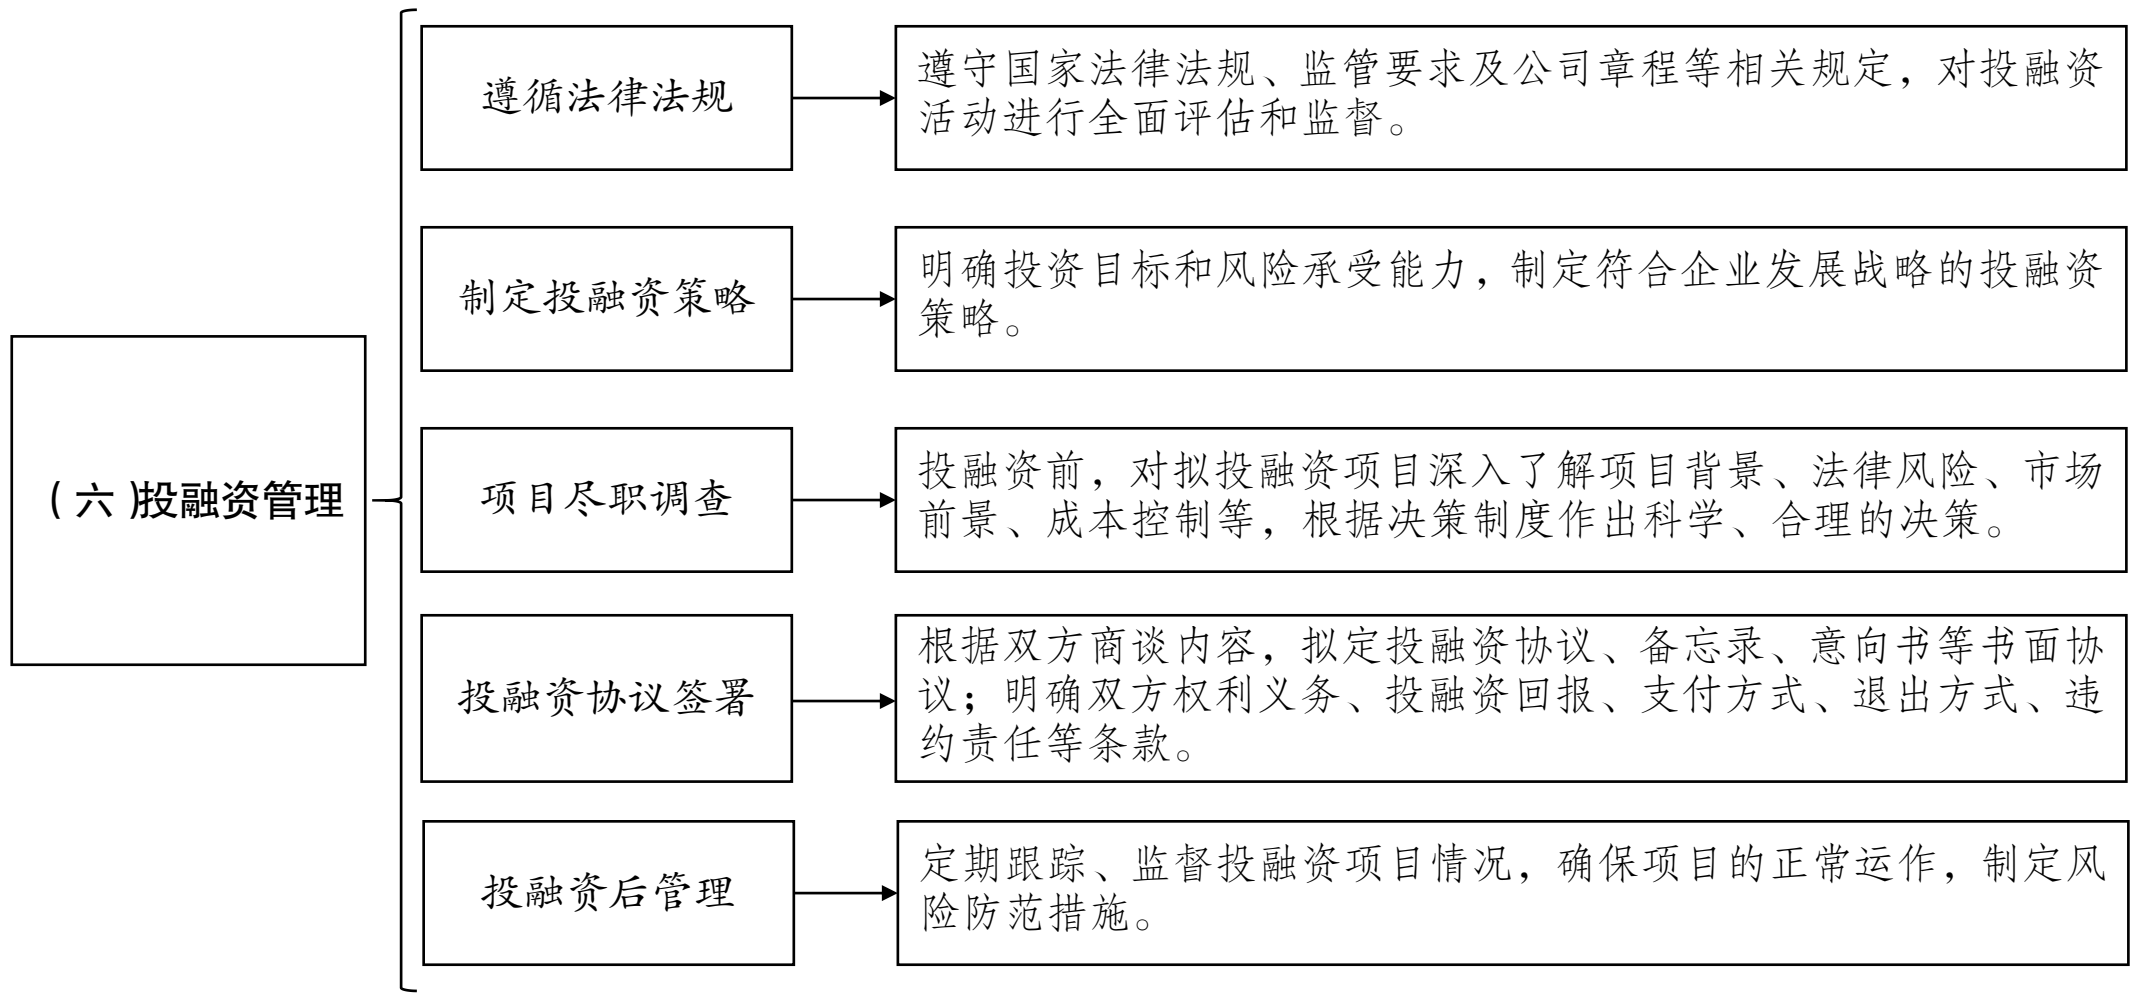 (六)投融资管理
遵循法律法规
遵守国家法律法规、监管要求及公司章程等相关规定，对投融资
活动进行全面评估和监督。
制定投融资策略
明确投资目标和风险承受能力，制定符合企业发展战略的投融资
策略。
项目尽职调查
投融资前，对拟投融资项目深入了解项目背景、法律风险、市场
前景、成本控制等，根据决策制度作出科学、合理的决策。
投融资协议签署
根据双方商谈内容，拟定投融资协议、备忘录、意向书等书面协
议；明确双方权利义务、投融资回报、支付方式、退出方式、违
约责任等条款。
投融资后管理
定期跟踪、监督投融资项目情况，确保项目的正常运作，制定风
险防范措施。